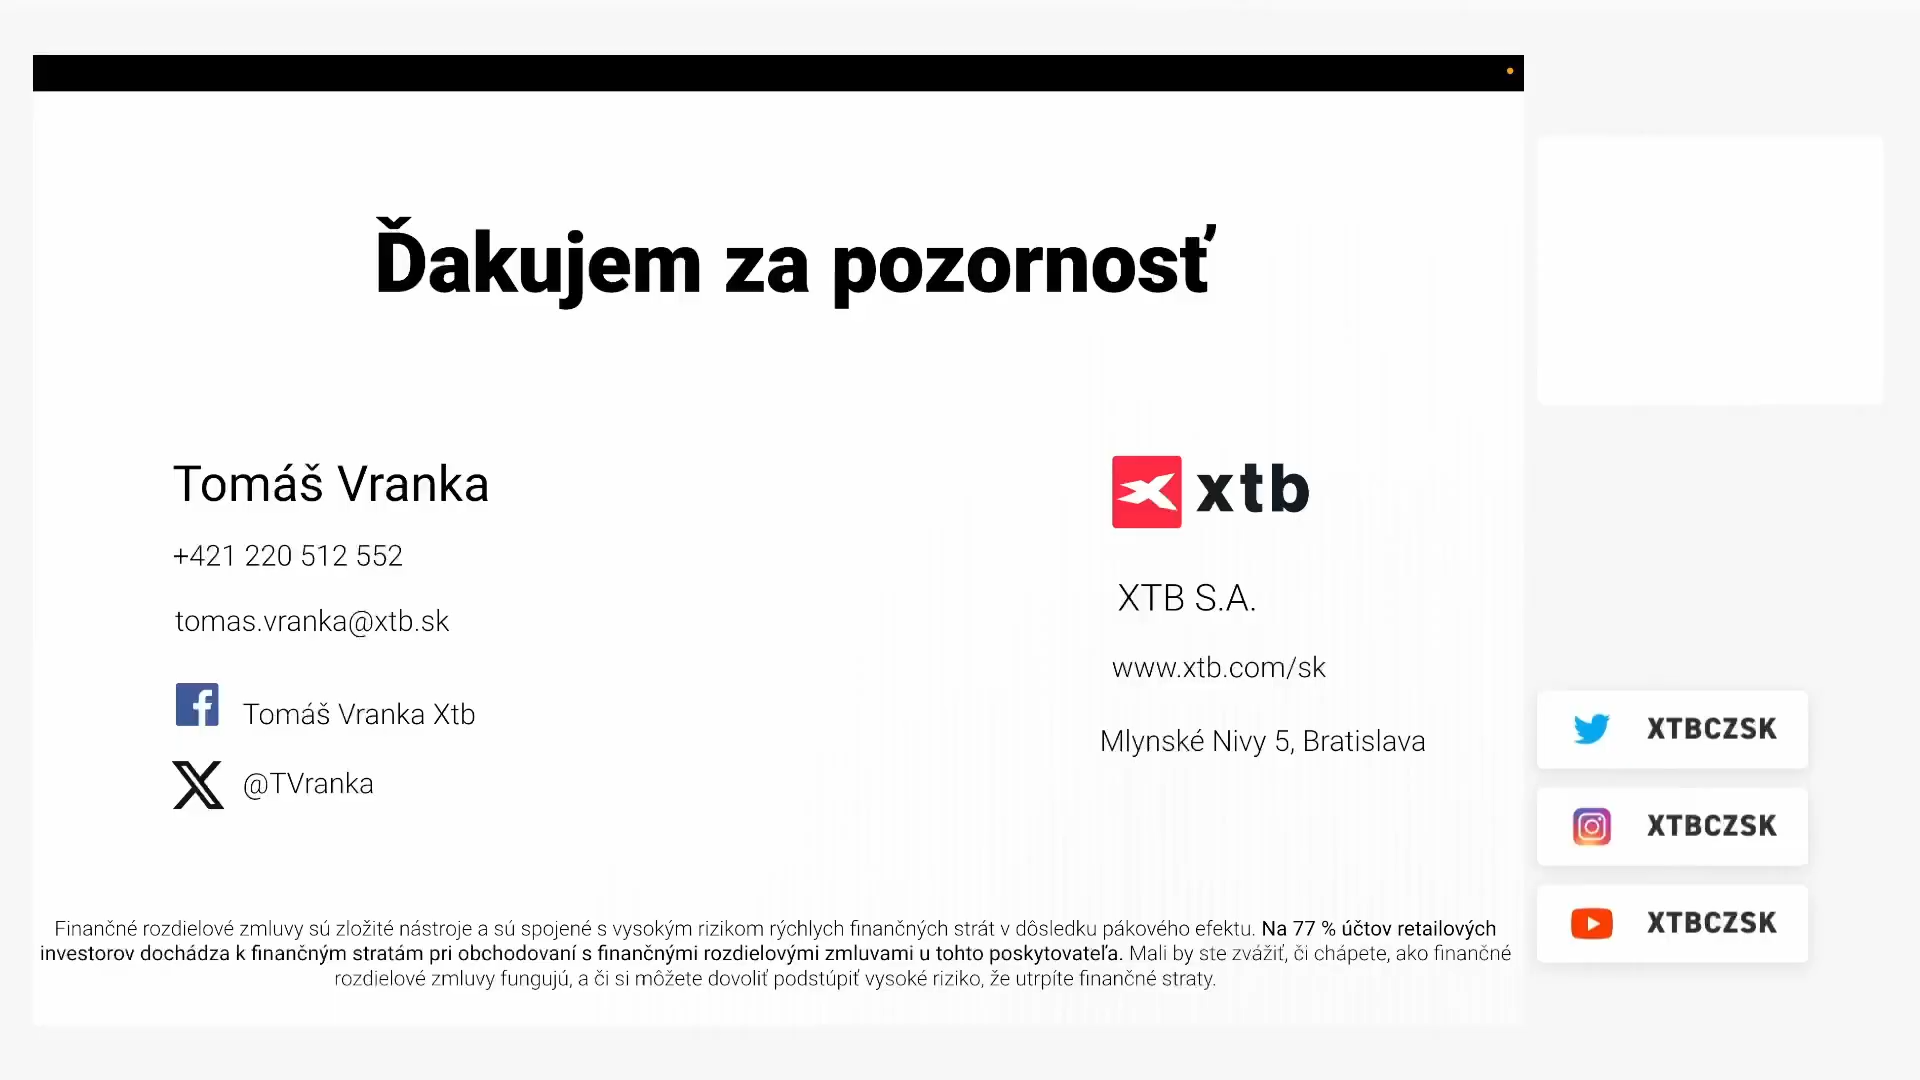 Ďakujem za pozornosť
Tomáš Vranka
+421 220 512 552
tomas.vranka@xtb.sk
Tomáš Vranka Xtb
@TVranka
xtb
XTB S.A.
www.xtb.com/sk
Mlynské Nivy 5, Bratislava
Finančné rozdielové zmluvy sú zložité nástroje a sú spojené s vysokým rizikom rýchlych finančných strát v dôsledku pákového efektu. Na 77 % účtov retailových
investorov dochádza k finančným stratám pri obchodovaní s finančnými rozdielovými zmluvami u tohto poskytovateľa. Mali by ste zvážiť, či chápete, ako finančné
rozdielové zmluvy fungujú, a či si môžete dovoliť podstúpiť vysoké riziko, že utrpíte finančné straty.
XTBCZSK
XTBCZSK
XTBCZSK